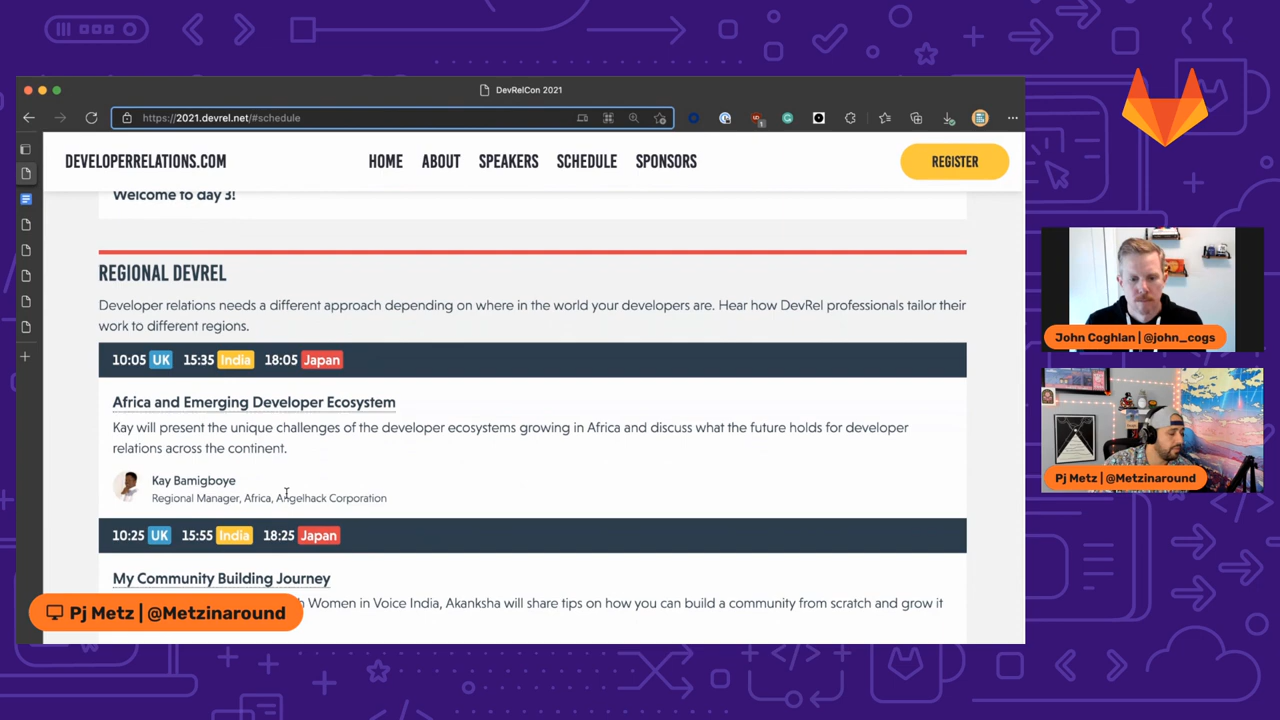 DevRelCon 2021
https://2021.devrel.net/#schedule
DEVELOPERRELATIONS.COM
HOME
ABOUT
SPEAKERS
SCHEDULE
SPONSORS
REGISTER
Welcome to day 3!
REGIONAL DEVREL
Developer relations needs a different approach depending on where in the world your developers are. Hear how DevRel professionals tailor their
work to different regions.
10:05 UK 15:35 India 18:05 Japan
Africa and Emerging Developer Ecosystem
Kay will present the unique challenges of the developer ecosystems growing in Africa and discuss what the future holds for developer
relations across the continent.
Kay Bamigboye
Regional Manager, Africa, Angelhack Corporation
10:25 UK 15:55 India 18:25 Japan
My Community Building Journey
Women in Voice India, Akanksha will share tips on how you can build a community from scratch and grow it
Pj Metz | @Metzinaround
John Coghlan | @john_cogs
Pj Metz | @Metzinaround